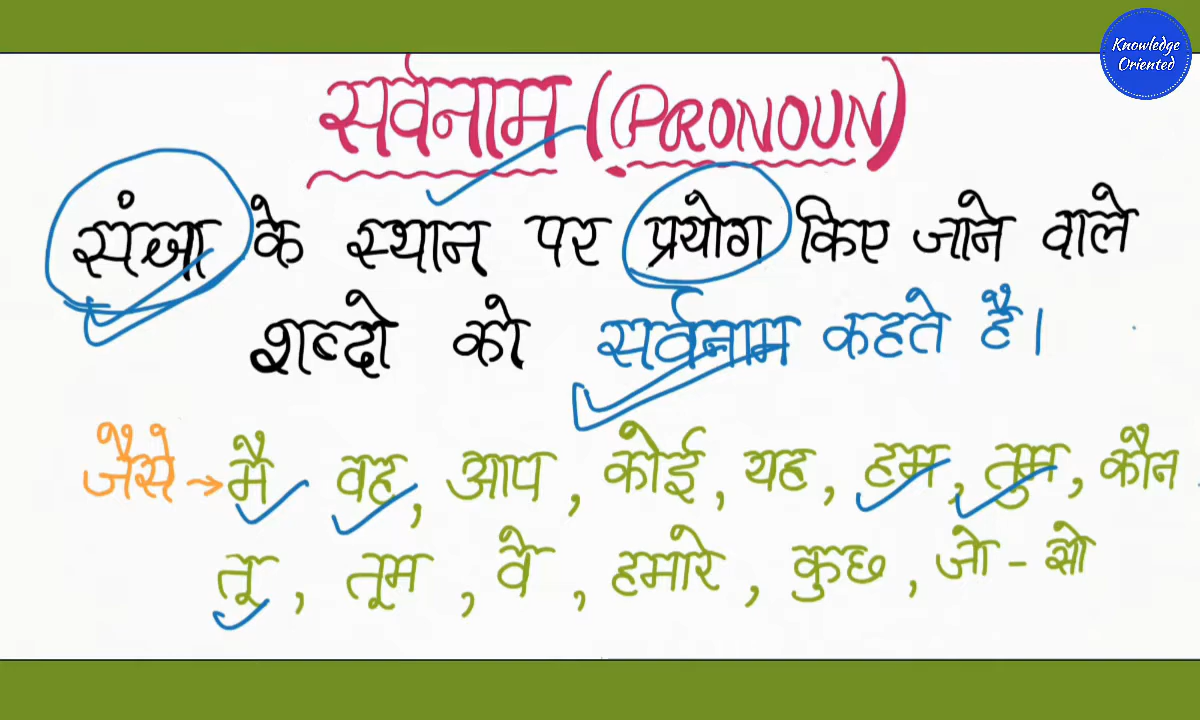 Knowledge
Oriented
सर्वनाम (PRONOUN)
संज्ञा के स्थान पर प्रयोग किए जाने वाले
शब्दो को सर्वनाम कहते है।
जैसे → मै वह, आप, कोई, यह, हम, तुम, कौन
तू, तूम, वे, हमारे, कुछ, जो - सो